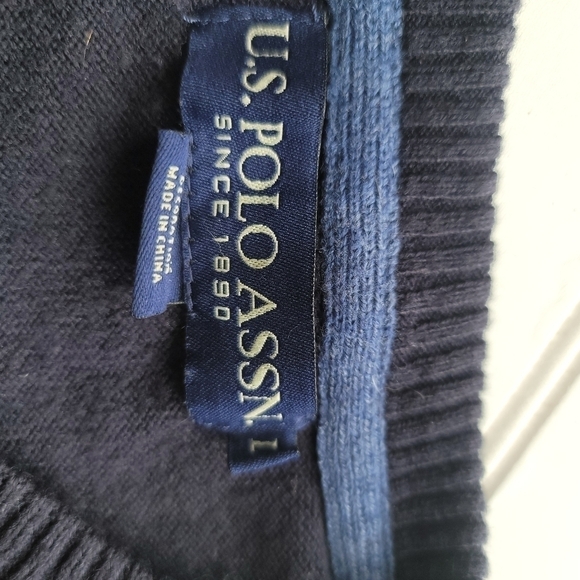 U.S. POLO ASSN.
SINCE 1890
L
MADE IN CHINA